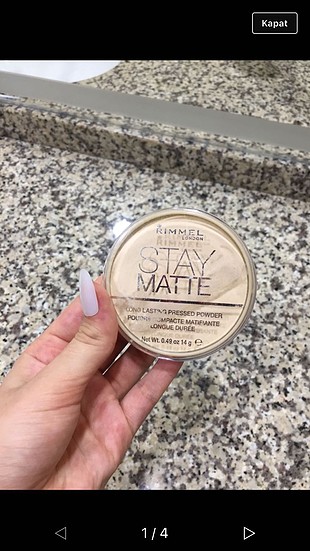 Kapat
RIMMEL
LONDON
STAY
MATTE
LONG LASTING PRESSED POWDER
COMPACTE MATIFIANTE
LONGUE DURÉE
Net Wt. 0.49 oz 14 g ℮
1 / 4